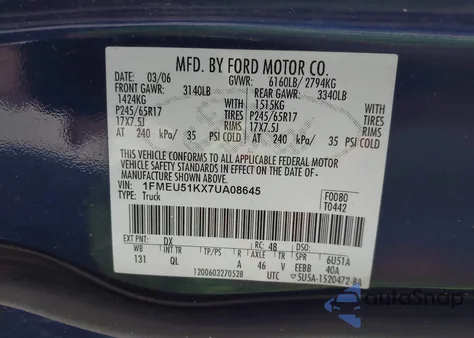 MFD. BY FORD MOTOR CO.
DATE: 03/06 GVWR: 6160LB/ 2794KG
FRONT GAWR: 3140LB REAR GAWR: 3340LB
1424KG WITH 1515KG WITH
P245/65R17 TIRES P245/65R17 TIRES
17X7.5J RIMS 17X7.5J RIMS
AT 240 kPa/ 35 PSI COLD AT 240 kPa/ 35 PSI COLD
THIS VEHICLE CONFORMS TO ALL APPLICABLE FEDERAL MOTOR
VEHICLE SAFETY STANDARDS IN EFFECT ON THE DATE OF
MANUFACTURE SHOWN ABOVE.
VIN: 1FMEU51KX7UA08645 F0080
TYPE: Truck T0442
EXT PNT: DX RC: 4B DSO:
WB INT TR TP/PS R AXLE TR SPR 6U51A
131 QL A 46 V EEBB 40A
1200603270528 UTC 5U5A-1520472-BA
AutoSnap